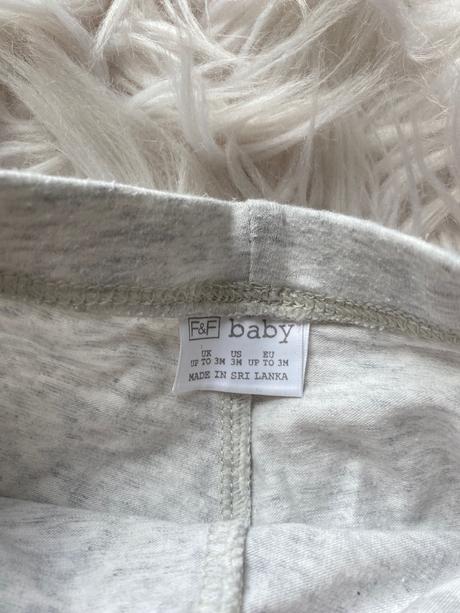 F&F baby
UK US EU
UP TO 3M 3M UP TO 3M
MADE IN SRI LANKA